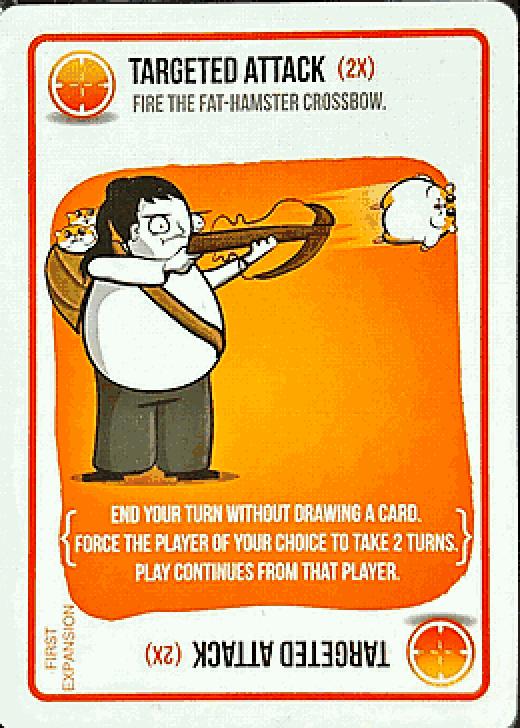 TARGETED ATTACK (2X)
FIRE THE FAT-HAMSTER CROSSBOW.
END YOUR TURN WITHOUT DRAWING A CARD.
{FORCE THE PLAYER OF YOUR CHOICE TO TAKE 2 TURNS.}
PLAY CONTINUES FROM THAT PLAYER.
FIRST
EXPANSION
TARGETED ATTACK (2X)